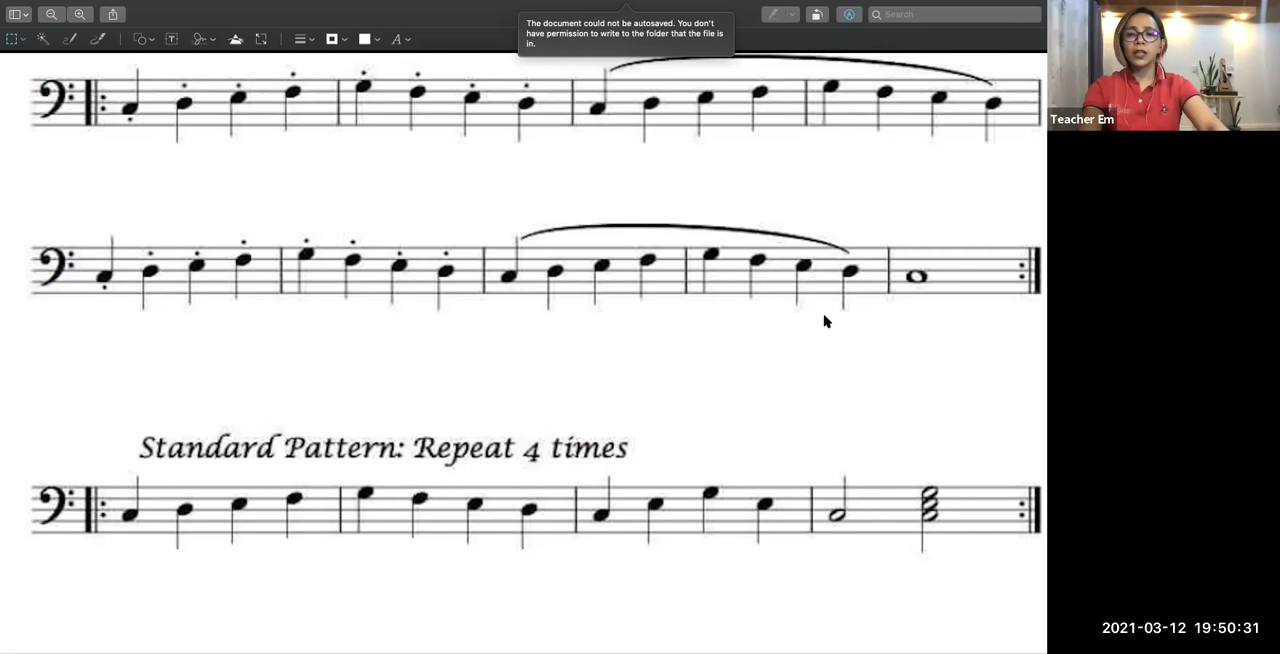 The document could not be autosaved. You don't
have permission to write to the folder that the file is
in.
Search
Teacher Em
Standard Pattern: Repeat 4 times
2021-03-12 19:50:31